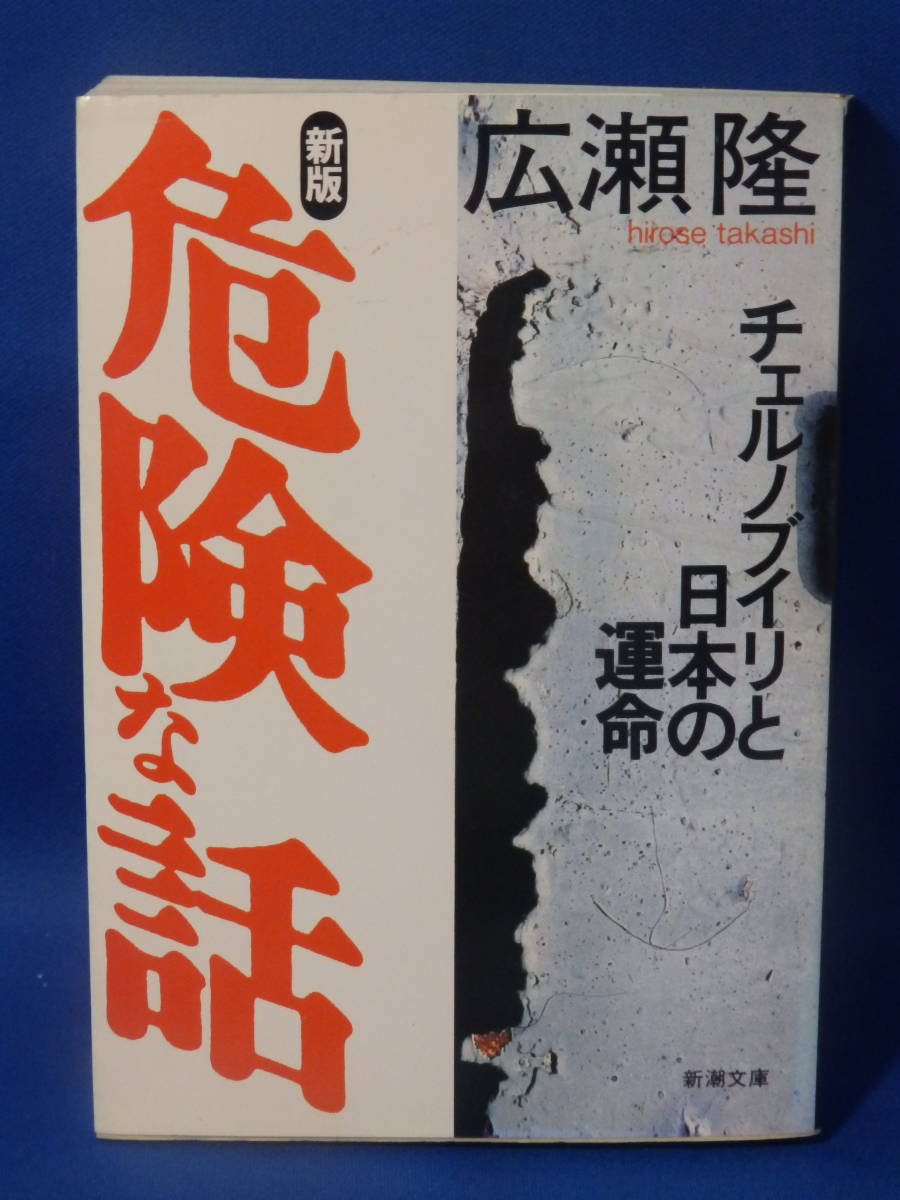 広瀬隆
hirose takashi
チェルノブイリと
日本の
運命
新版
危険な話
新潮文庫